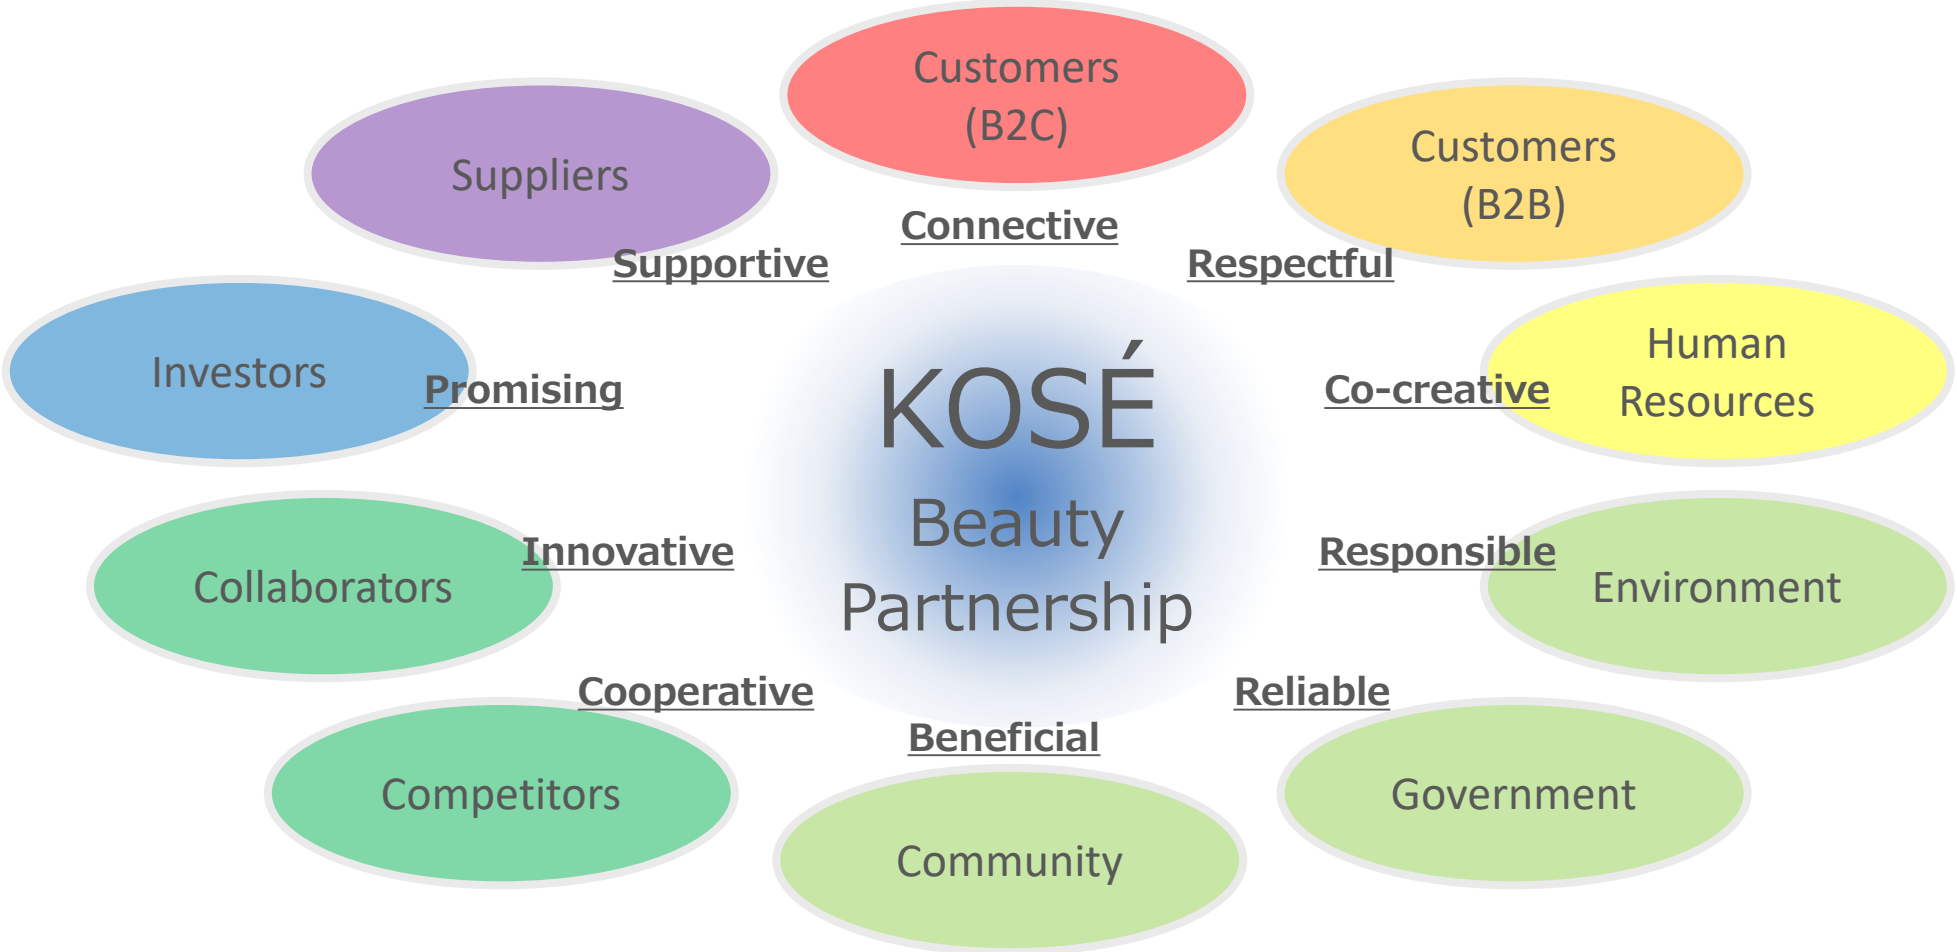 Customers
(B2C)
Customers
(B2B)
Suppliers
Connective
Supportive
Respectful
Investors
Promising
KOSÉ
Beauty
Partnership
Co-creative
Human
Resources
Collaborators
Innovative
Responsible
Environment
Cooperative
Reliable
Beneficial
Competitors
Community
Government